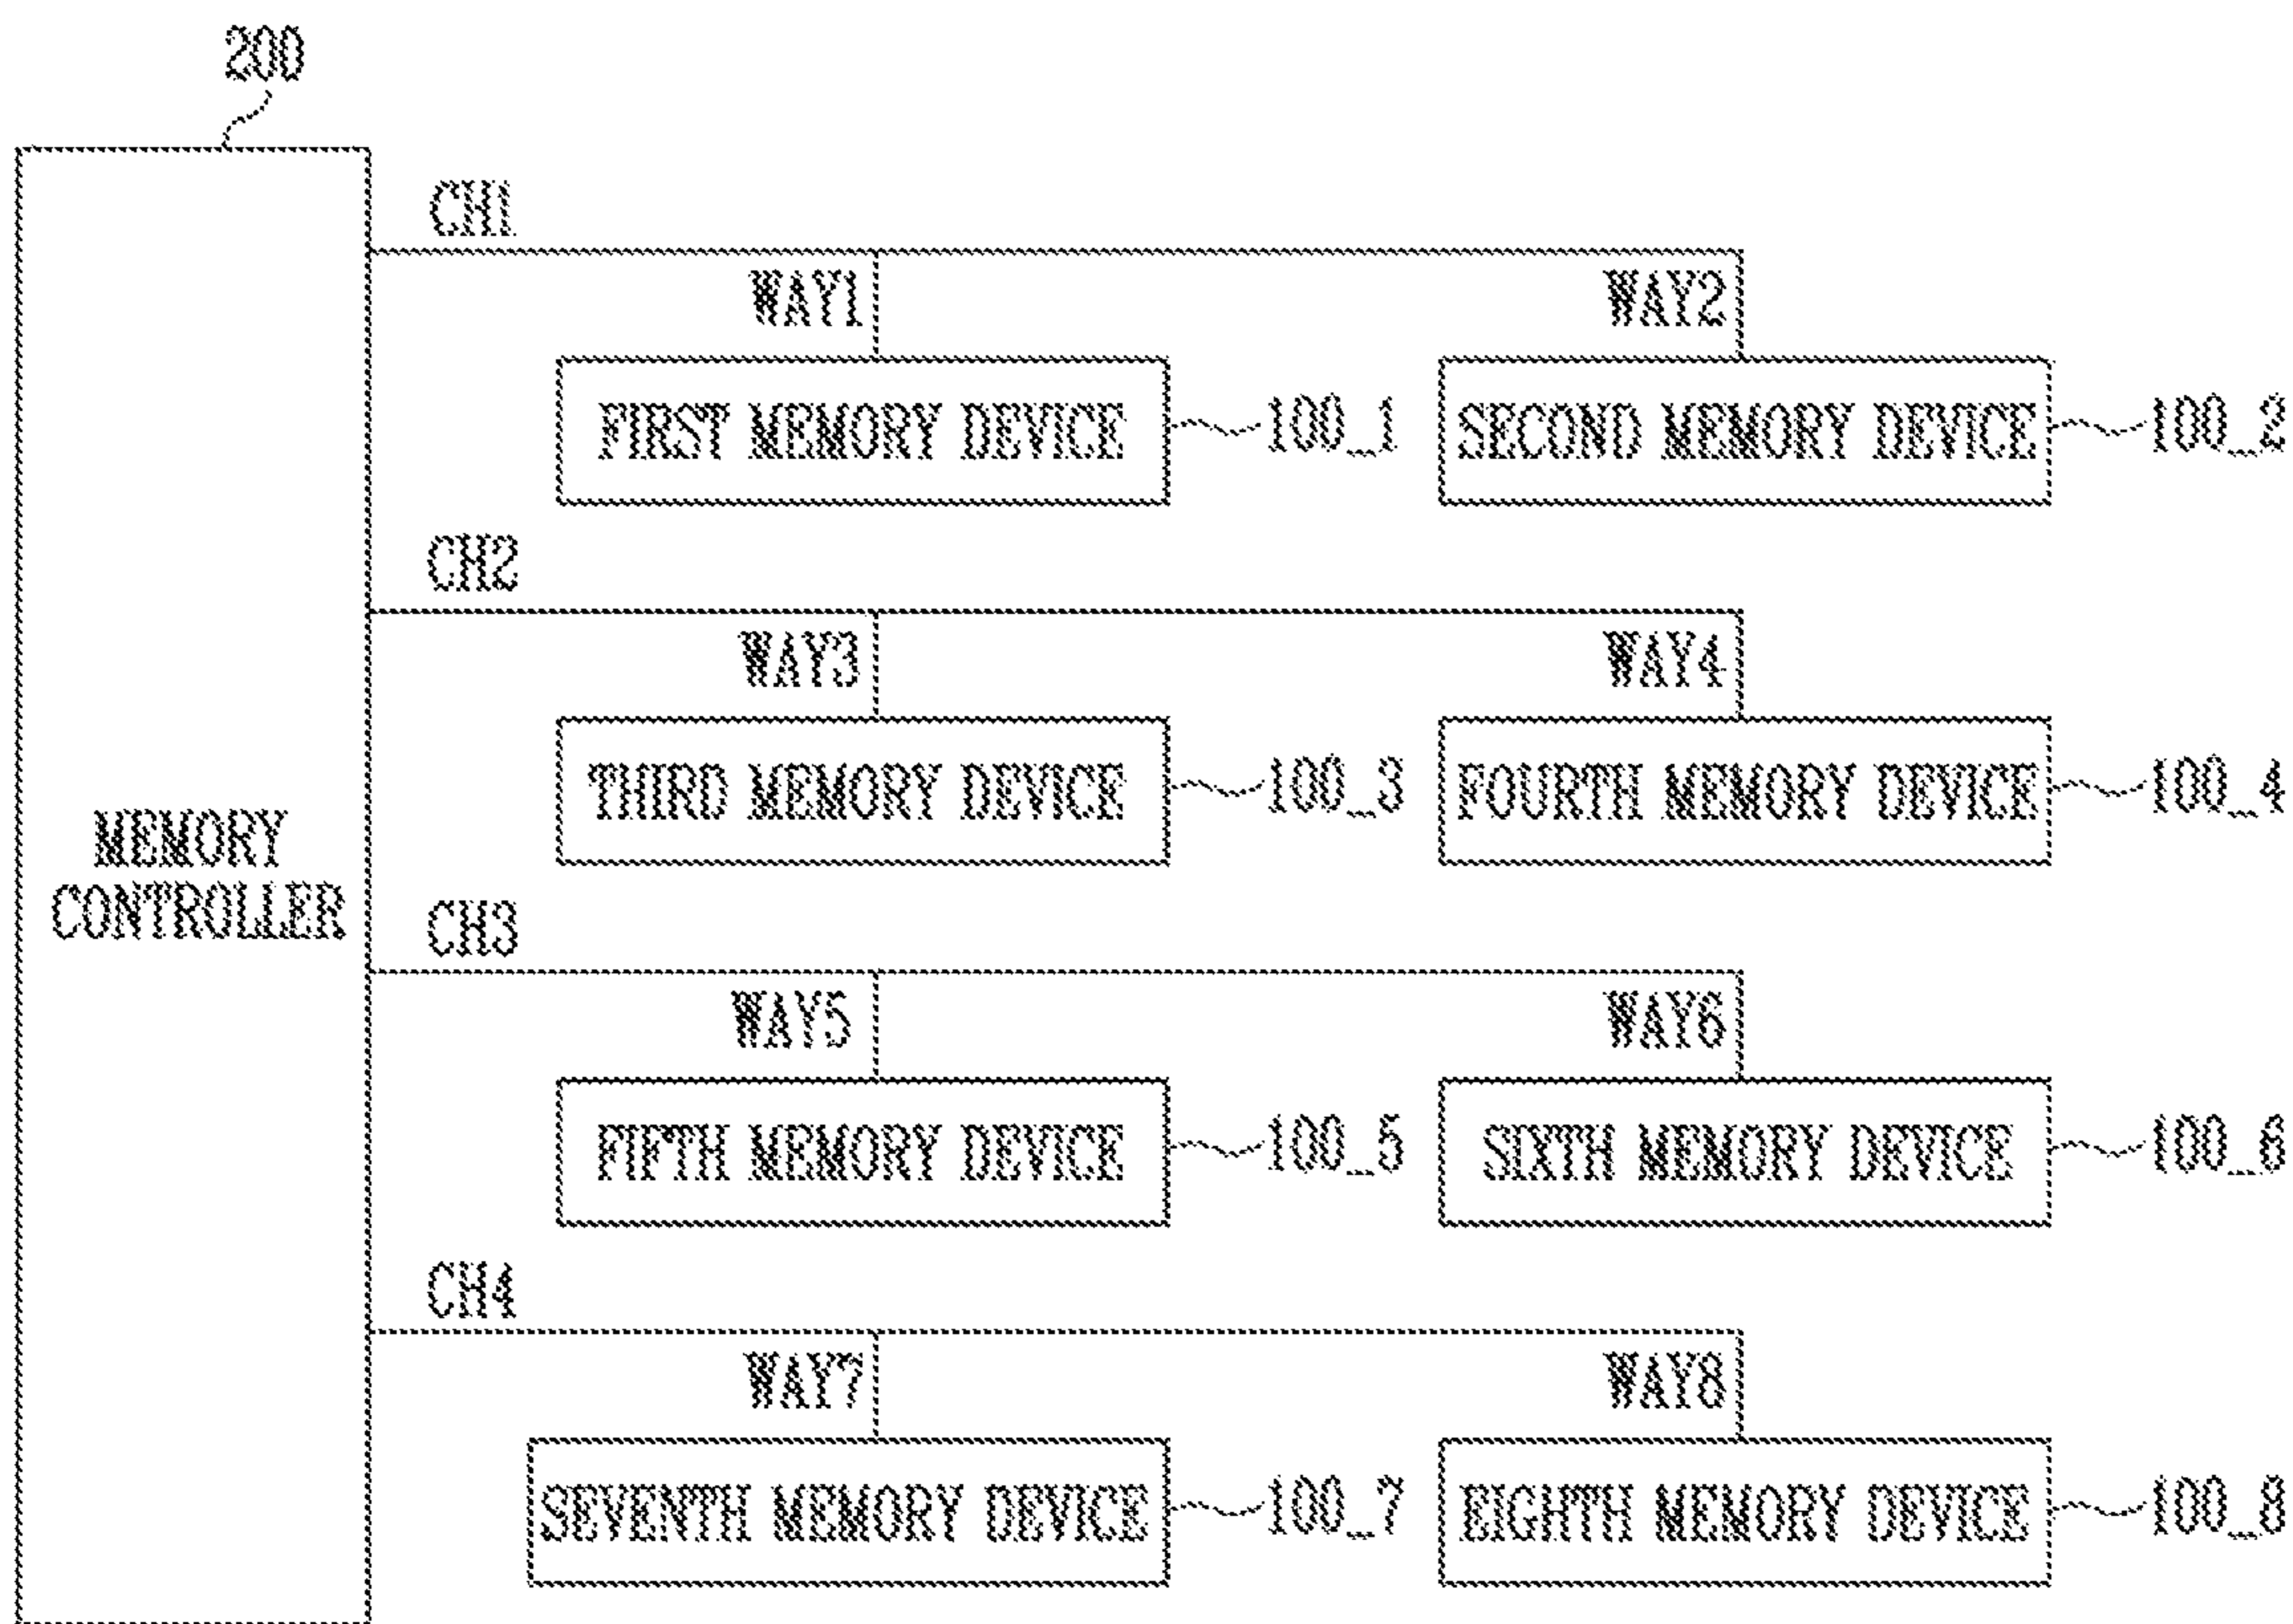 200
CH1
WAY1 WAY2
FIRST MEMORY DEVICE 100_1 SECOND MEMORY DEVICE 100_2
CH2
WAY3 WAY4
THIRD MEMORY DEVICE 100_3 FOURTH MEMORY DEVICE 100_4
MEMORY
CONTROLLER
CH3
WAY5 WAY6
FIFTH MEMORY DEVICE 100_5 SIXTH MEMORY DEVICE 100_6
CH4
WAY7 WAY8
SEVENTH MEMORY DEVICE 100_7 EIGHTH MEMORY DEVICE 100_8